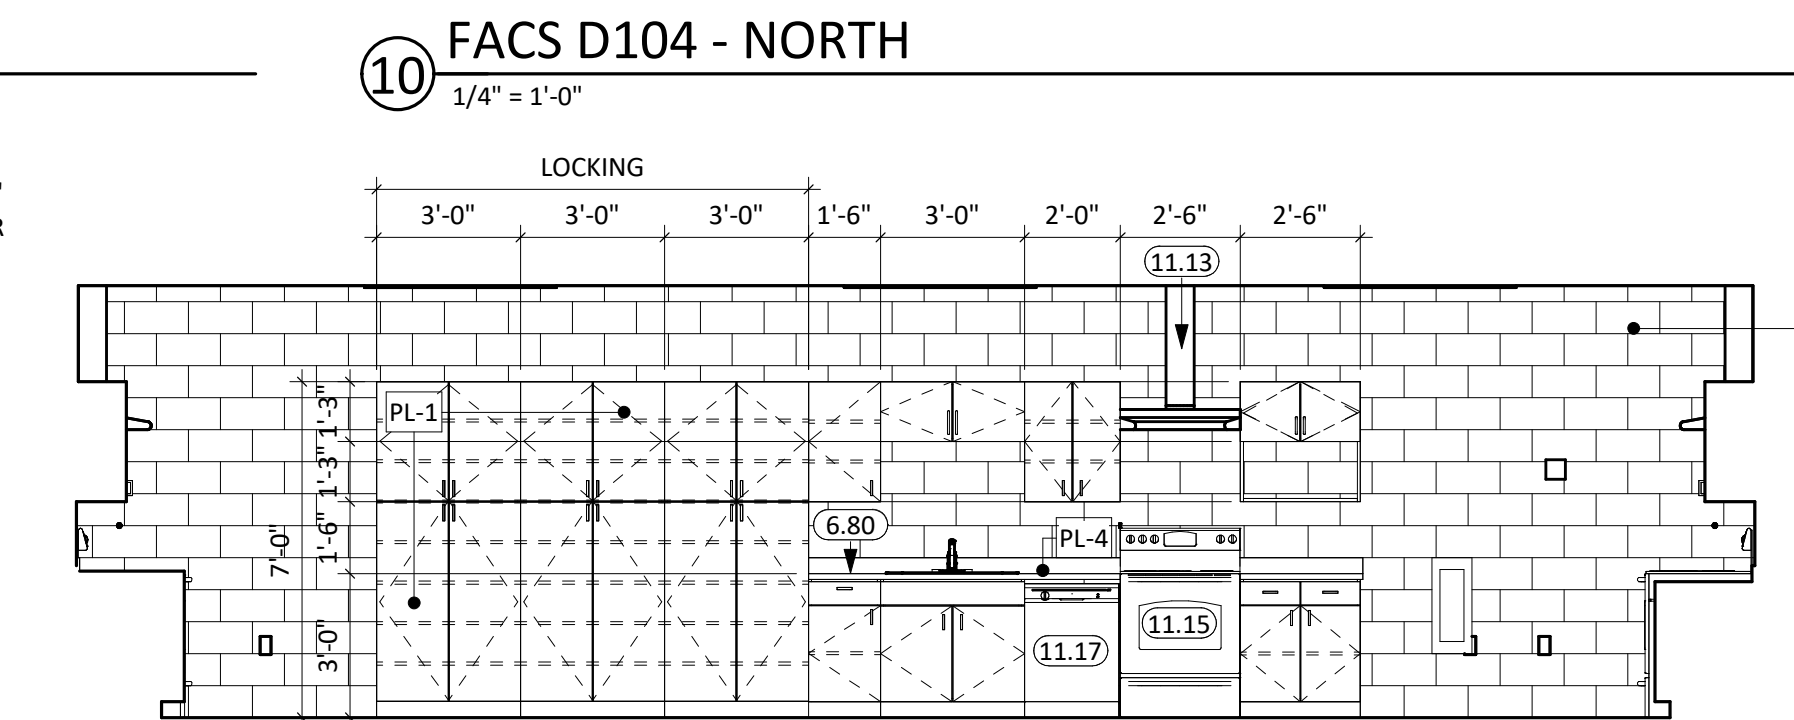 FACS D104 - NORTH
10
1/4" = 1'-0"
LOCKING
3'-0" 3'-0" 3'-0" 1'-6" 3'-0" 2'-0" 2'-6" 2'-6"
R
11.13
PL-1
1'-3"
1'-3"
1'-6"
7'-0"
3'-0"
6.80
PL-4
11.15
11.17